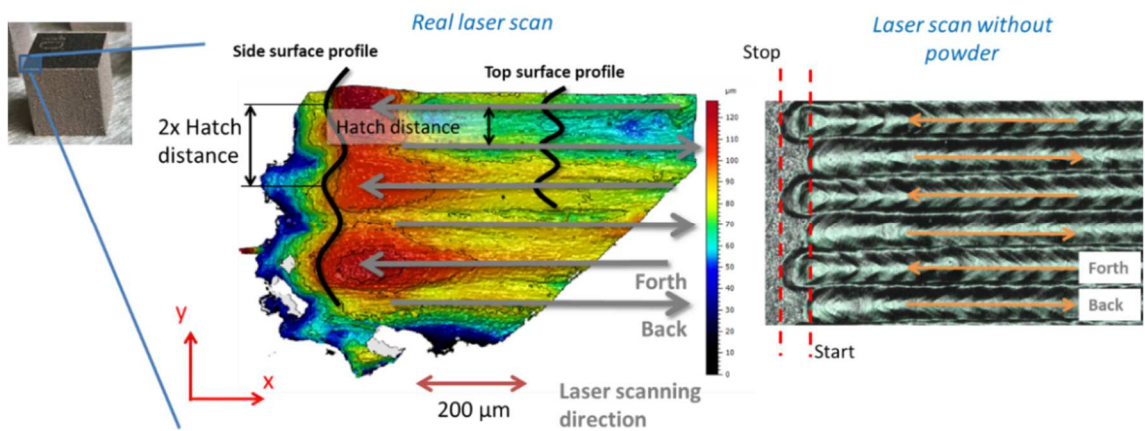 Real laser scan
Laser scan without
powder
Side surface profile
Top surface profile
Stop
2x Hatch
distance
Hatch distance
Forth
Back
Forth
Back
Start
y
x
200 μm
Laser scanning
direction
μm
120
110
100
90
80
70
60
50
40
30
20
10
0